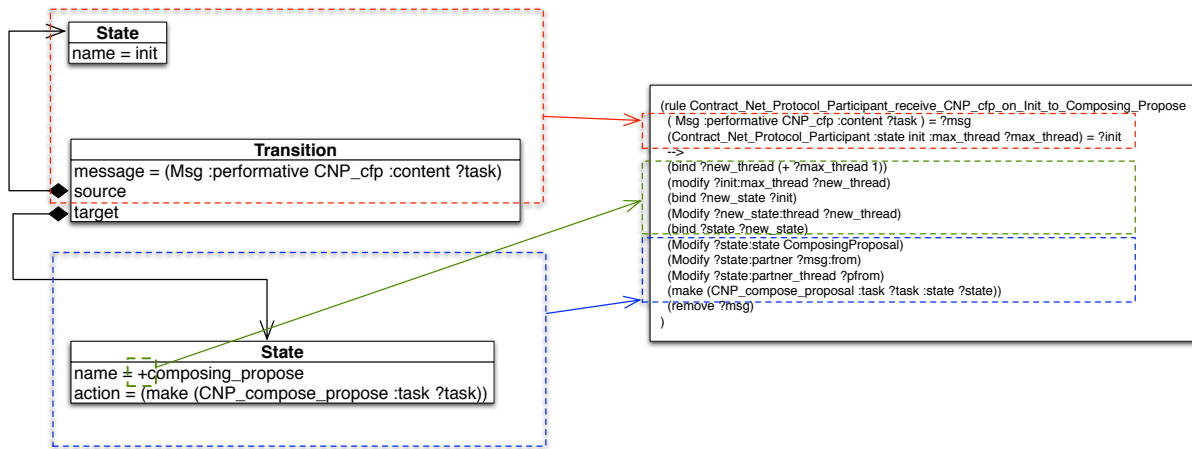 State
name = init
Transition
message = (Msg :performative CNP_cfp :content ?task)
source
target
State
name = +composing_propose
action = (make (CNP_compose_propose :task ?task))
(rule Contract_Net_Protocol_Participant_receive_CNP_cfp_on_Init_to_Composing_Propose
( Msg :performative CNP_cfp :content ?task ) = ?msg
(Contract_Net_Protocol_Participant :state init :max_thread ?max_thread) = ?init
-->
(bind ?new_thread (+ ?max_thread 1))
(modify ?init:max_thread ?new_thread)
(bind ?new_state ?init)
(Modify ?new_state:thread ?new_thread)
(bind ?state ?new_state)
(Modify ?state:state ComposingProposal)
(Modify ?state:partner ?msg:from)
(Modify ?state:partner_thread ?pfrom)
(make (CNP_compose_proposal :task ?task :state ?state))
(remove ?msg)
)